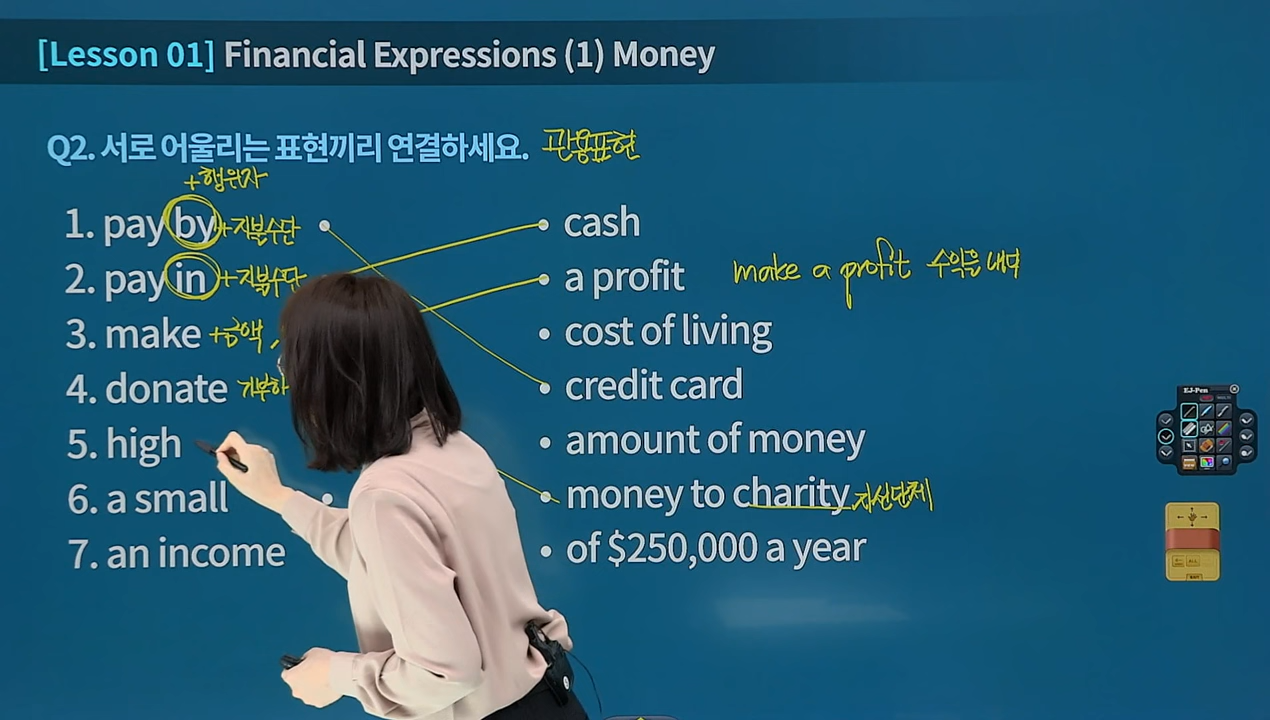 [Lesson 01] Financial Expressions (1) Money
Q2. 서로 어울리는 표현끼리 연결하세요. 관용표현
+행위자
1. pay by +지불수단 • • cash
2. pay in +지불수단 • a profit make a profit 수익을 내다
3. make +금액, • cost of living
4. donate 기부하 • credit card
5. high • amount of money
6. a small • • money to charity 자선단체
7. an income • of $250,000 a year
EJ-Pen